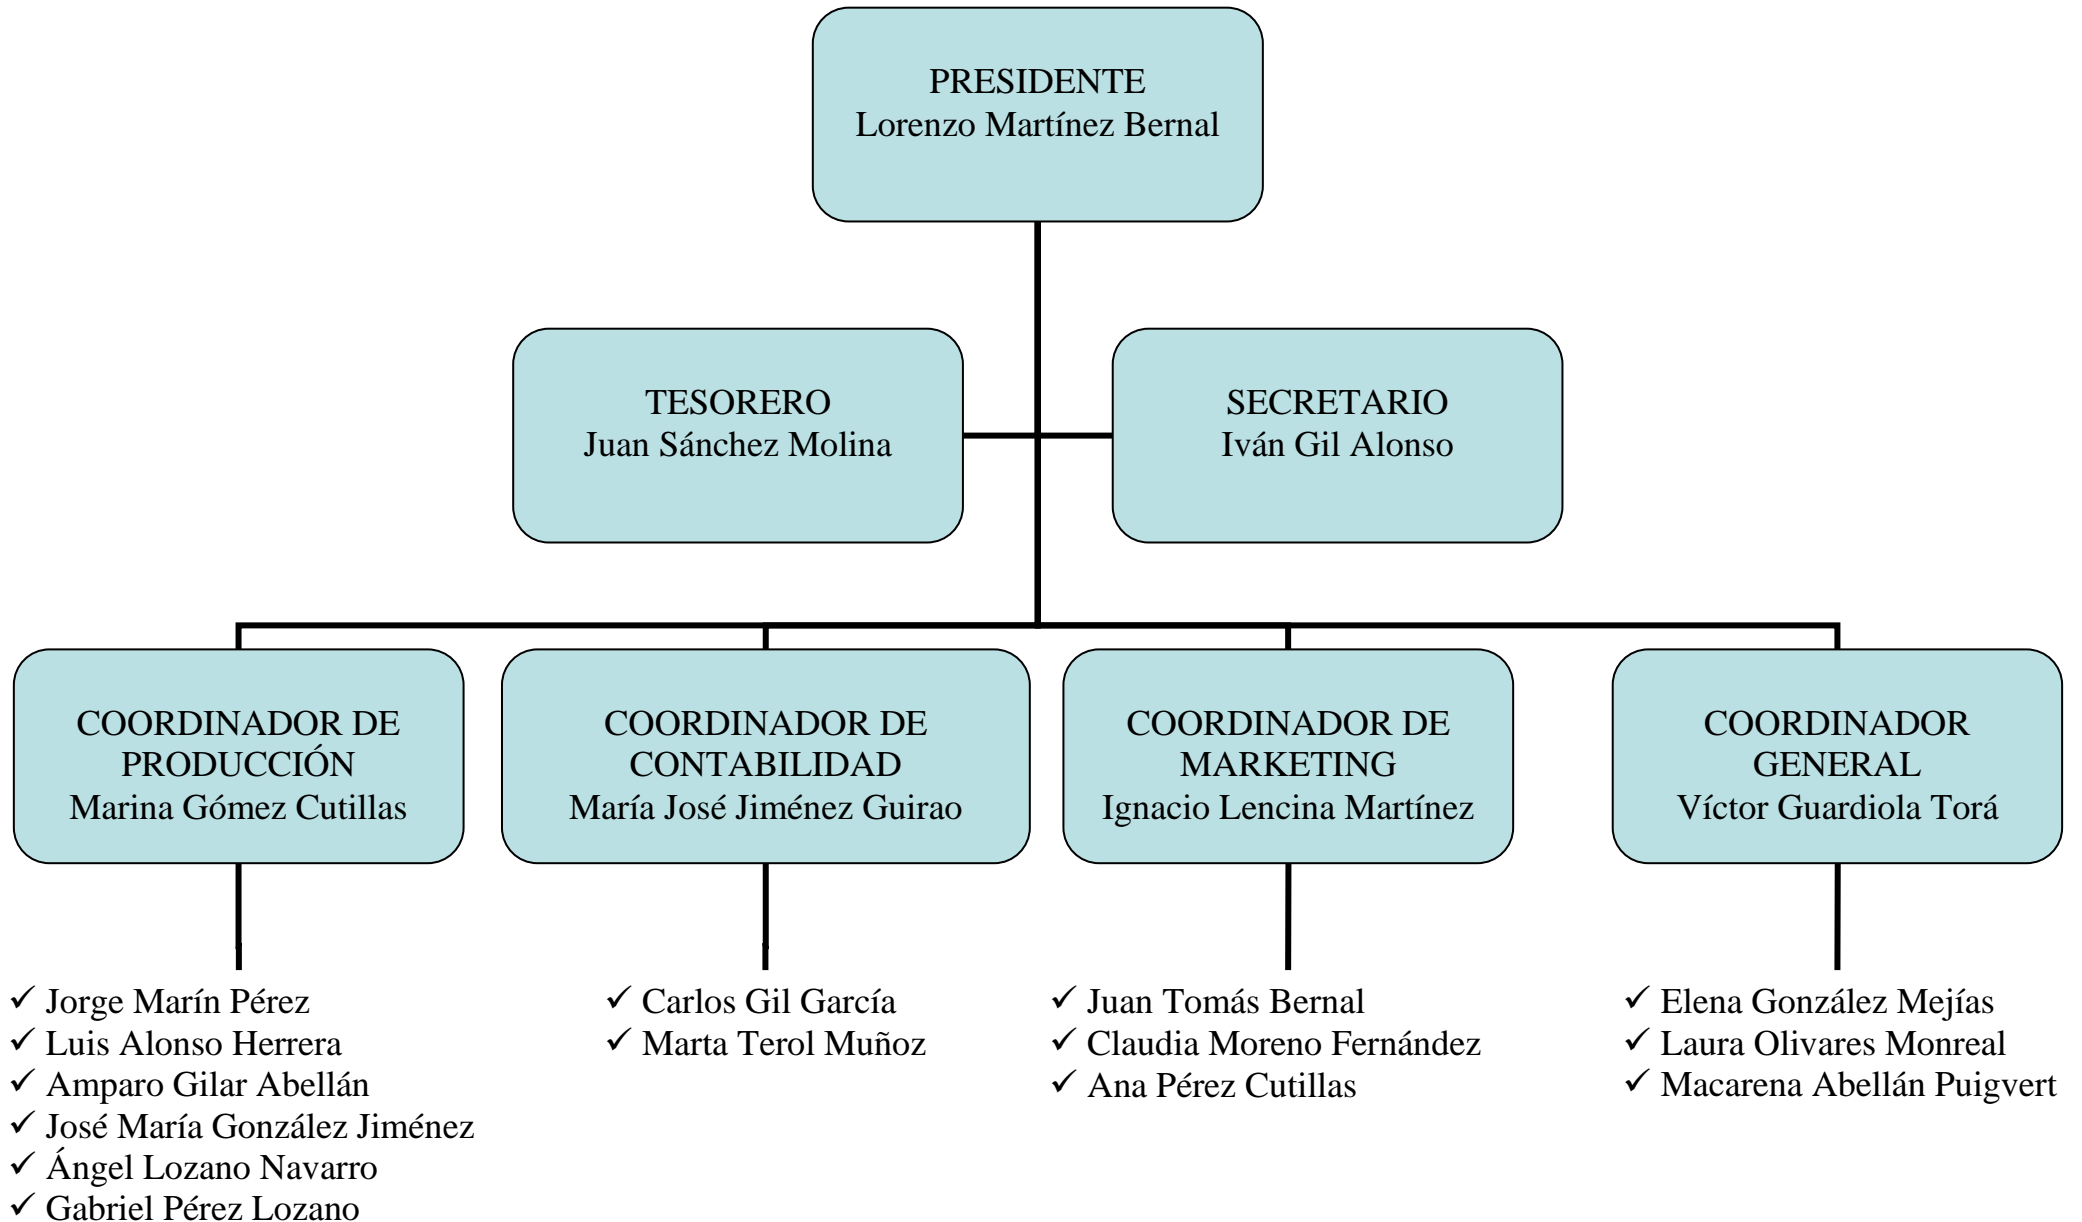 PRESIDENTE
Lorenzo Martínez Bernal
TESORERO
Juan Sánchez Molina
SECRETARIO
Iván Gil Alonso
COORDINADOR DE
PRODUCCIÓN
Marina Gómez Cutillas
COORDINADOR DE
CONTABILIDAD
María José Jiménez Guirao
COORDINADOR DE
MARKETING
Ignacio Lencina Martínez
COORDINADOR
GENERAL
Víctor Guardiola Torá
✓ Jorge Marín Pérez
✓ Luis Alonso Herrera
✓ Amparo Gilar Abellán
✓ José María González Jiménez
✓ Ángel Lozano Navarro
✓ Gabriel Pérez Lozano
✓ Carlos Gil García
✓ Marta Terol Muñoz
✓ Juan Tomás Bernal
✓ Claudia Moreno Fernández
✓ Ana Pérez Cutillas
✓ Elena González Mejías
✓ Laura Olivares Monreal
✓ Macarena Abellán Puigvert